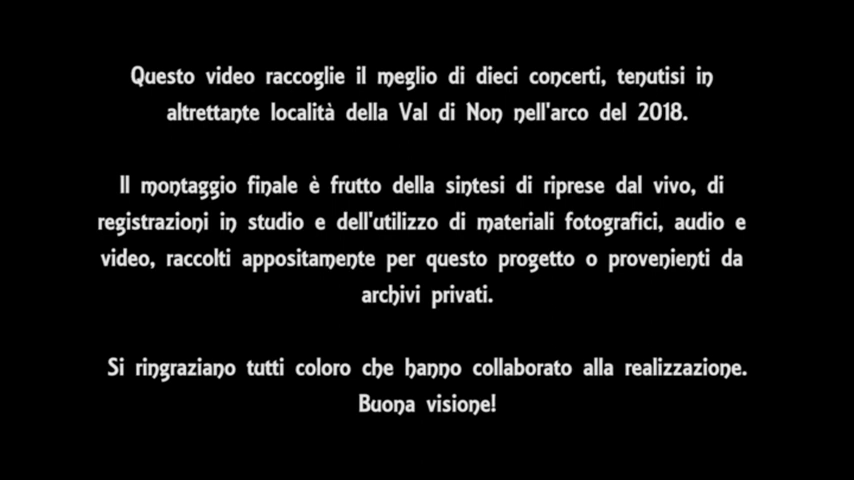 Questo video raccoglie il meglio di dieci concerti, tenutisi in
altrettante località della Val di Non nell'arco del 2018.
Il montaggio finale è frutto della sintesi di riprese dal vivo, di
registrazioni in studio e dell'utilizzo di materiali fotografici, audio e
video, raccolti appositamente per questo progetto o provenienti da
archivi privati.
Si ringraziano tutti coloro che hanno collaborato alla realizzazione.
Buona visione!